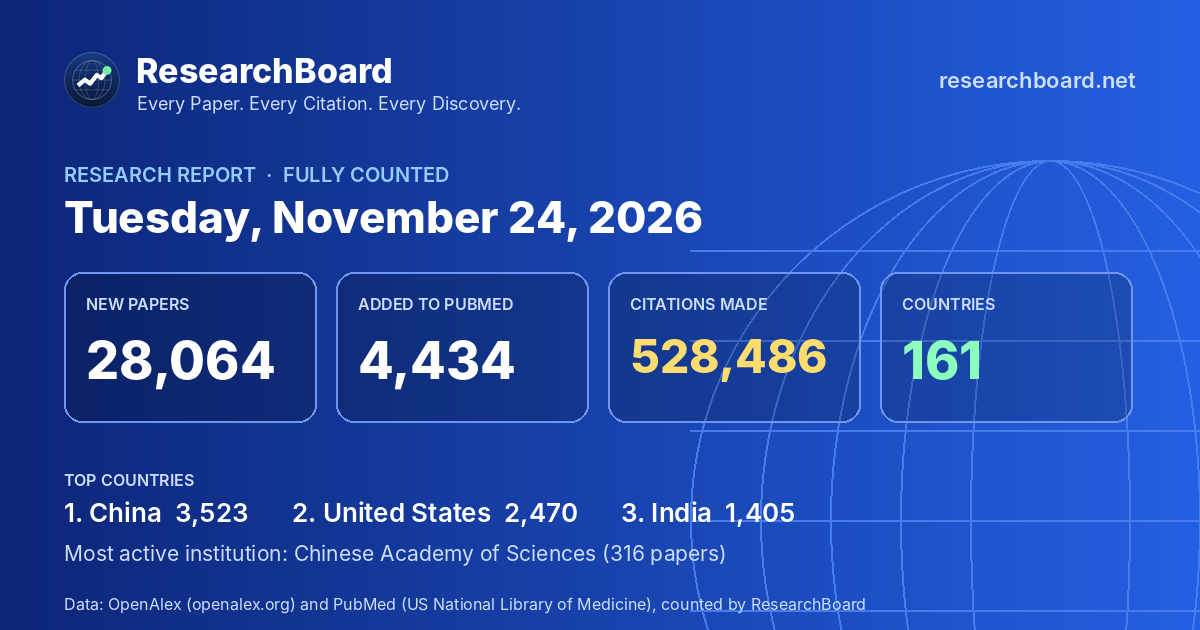 ResearchBoard
Every Paper. Every Citation. Every Discovery.
researchboard.net
RESEARCH REPORT · FULLY COUNTED
Tuesday, November 24, 2026
NEW PAPERS
28,064
ADDED TO PUBMED
4,434
CITATIONS MADE
528,486
COUNTRIES
161
TOP COUNTRIES
1. China 3,523 2. United States 2,470 3. India 1,405
Most active institution: Chinese Academy of Sciences (316 papers)
Data: OpenAlex (openalex.org) and PubMed (US National Library of Medicine), counted by ResearchBoard